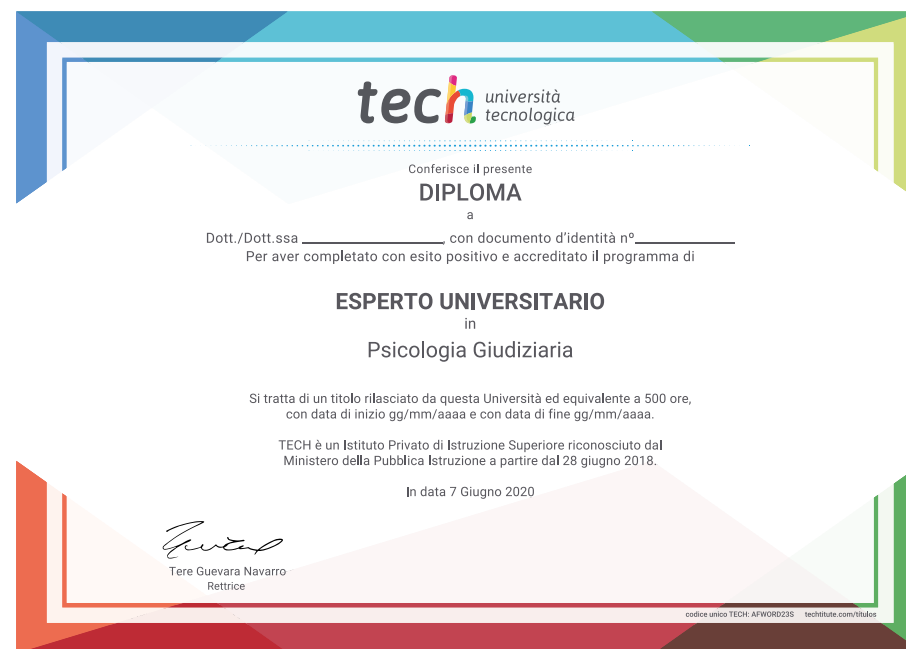 tech università
tecnologica
Conferisce il presente
DIPLOMA
a
Dott./Dott.ssa ________________, con documento d'identità nº____________
Per aver completato con esito positivo e accreditato il programma di
ESPERTO UNIVERSITARIO
in
Psicologia Giudiziaria
Si tratta di un titolo rilasciato da questa Università ed equivalente a 500 ore,
con data di inizio gg/mm/aaaa e con data di fine gg/mm/aaaa.
TECH è un Istituto Privato di Istruzione Superiore riconosciuto dal
Ministero della Pubblica Istruzione a partire dal 28 giugno 2018.
In data 7 Giugno 2020
Tere Guevara Navarro
Rettrice
codice unico TECH: AFWORD23S techtitute.com/titulos